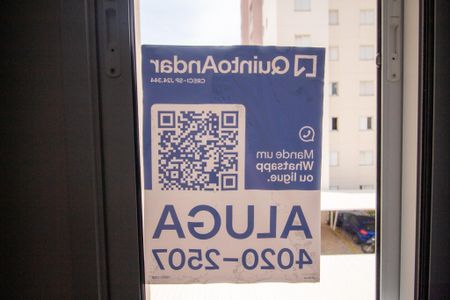 QuintoAndar
CRECI-SP J24.344
Mande um
Whatsapp
ou ligue.
ALUGA
4020-2507